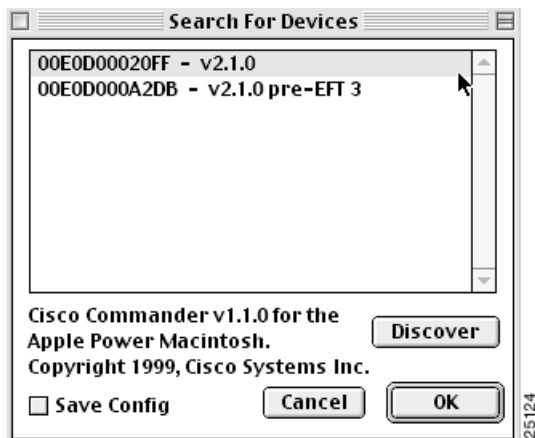 Search For Devices
00E0D00020FF - v2.1.0
00E0D000A2DB - v2.1.0 pre-EFT 3
Cisco Commander v1.1.0 for the
Apple Power Macintosh.
Copyright 1999, Cisco Systems Inc.
Discover
Save Config
Cancel
OK
25124